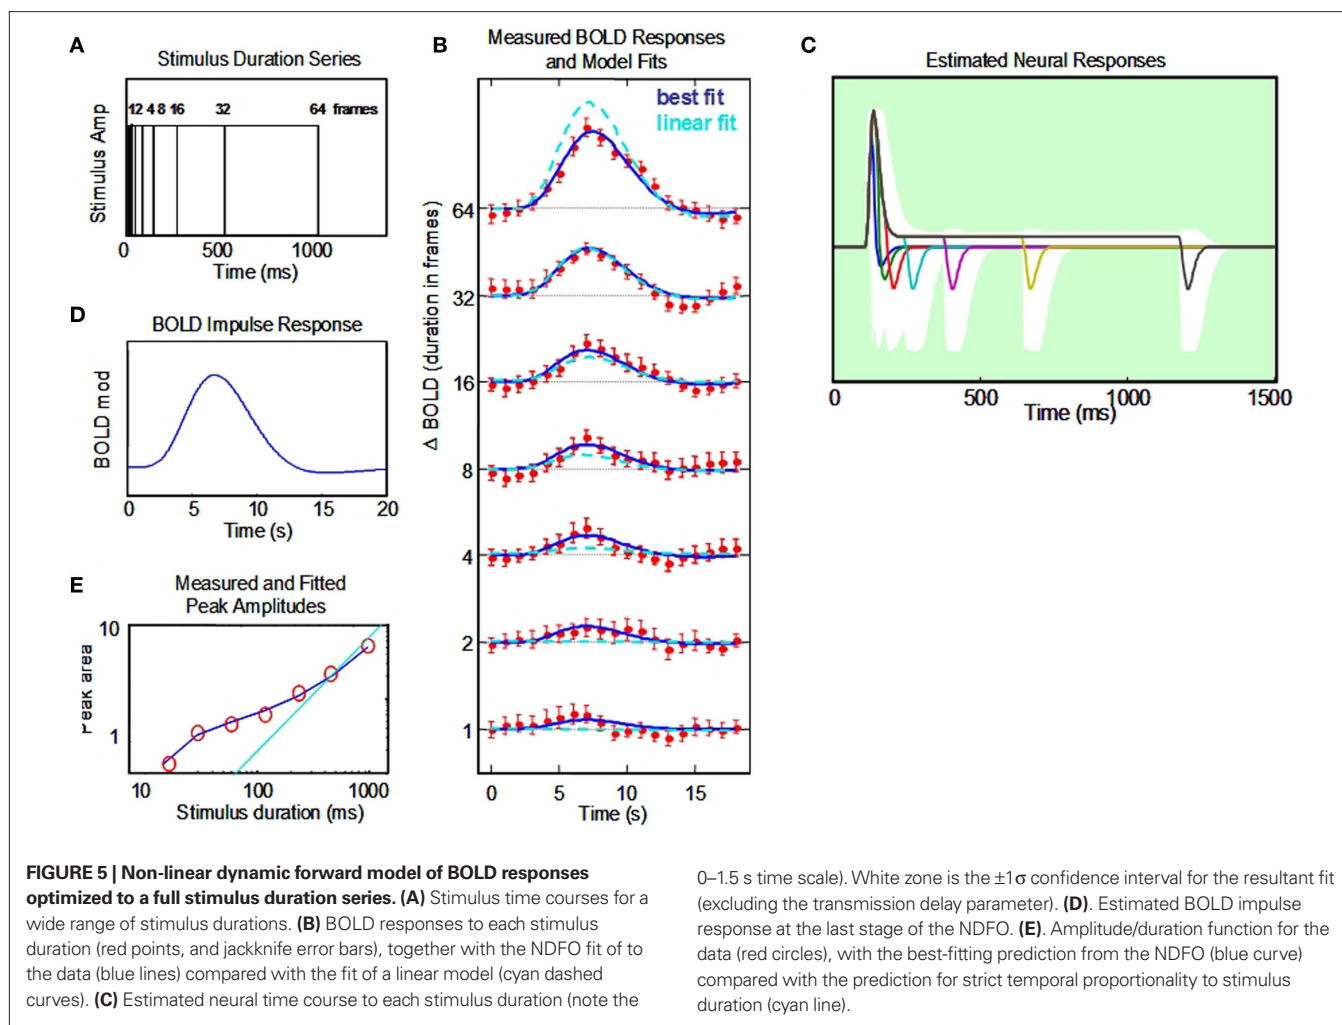 A
Stimulus Duration Series
12 4 8 16 32 64 frames
Stimulus Amp
0 500 1000
Time (ms)
B
Measured BOLD Responses
and Model Fits
best fit
linear fit
Δ BOLD (duration in frames)
64
32
16
8
4
2
1
0 5 10 15
Time (s)
C
Estimated Neural Responses
0 500 1000 1500
Time (ms)
D
BOLD Impulse Response
BOLD mod
0 5 10 15 20
Time (s)
E
Measured and Fitted
Peak Amplitudes
Peak area
10
1
10 100 1000
Stimulus duration (ms)
FIGURE 5 | Non-linear dynamic forward model of BOLD responses
optimized to a full stimulus duration series. (A) Stimulus time courses for a
wide range of stimulus durations. (B) BOLD responses to each stimulus
duration (red points, and jackknife error bars), together with the NDFO fit of to
the data (blue lines) compared with the fit of a linear model (cyan dashed
curves). (C) Estimated neural time course to each stimulus duration (note the
0–1.5 s time scale). White zone is the ±1σ confidence interval for the resultant fit
(excluding the transmission delay parameter). (D). Estimated BOLD impulse
response at the last stage of the NDFO. (E). Amplitude/duration function for the
data (red circles), with the best-fitting prediction from the NDFO (blue curve)
compared with the prediction for strict temporal proportionality to stimulus
duration (cyan line).